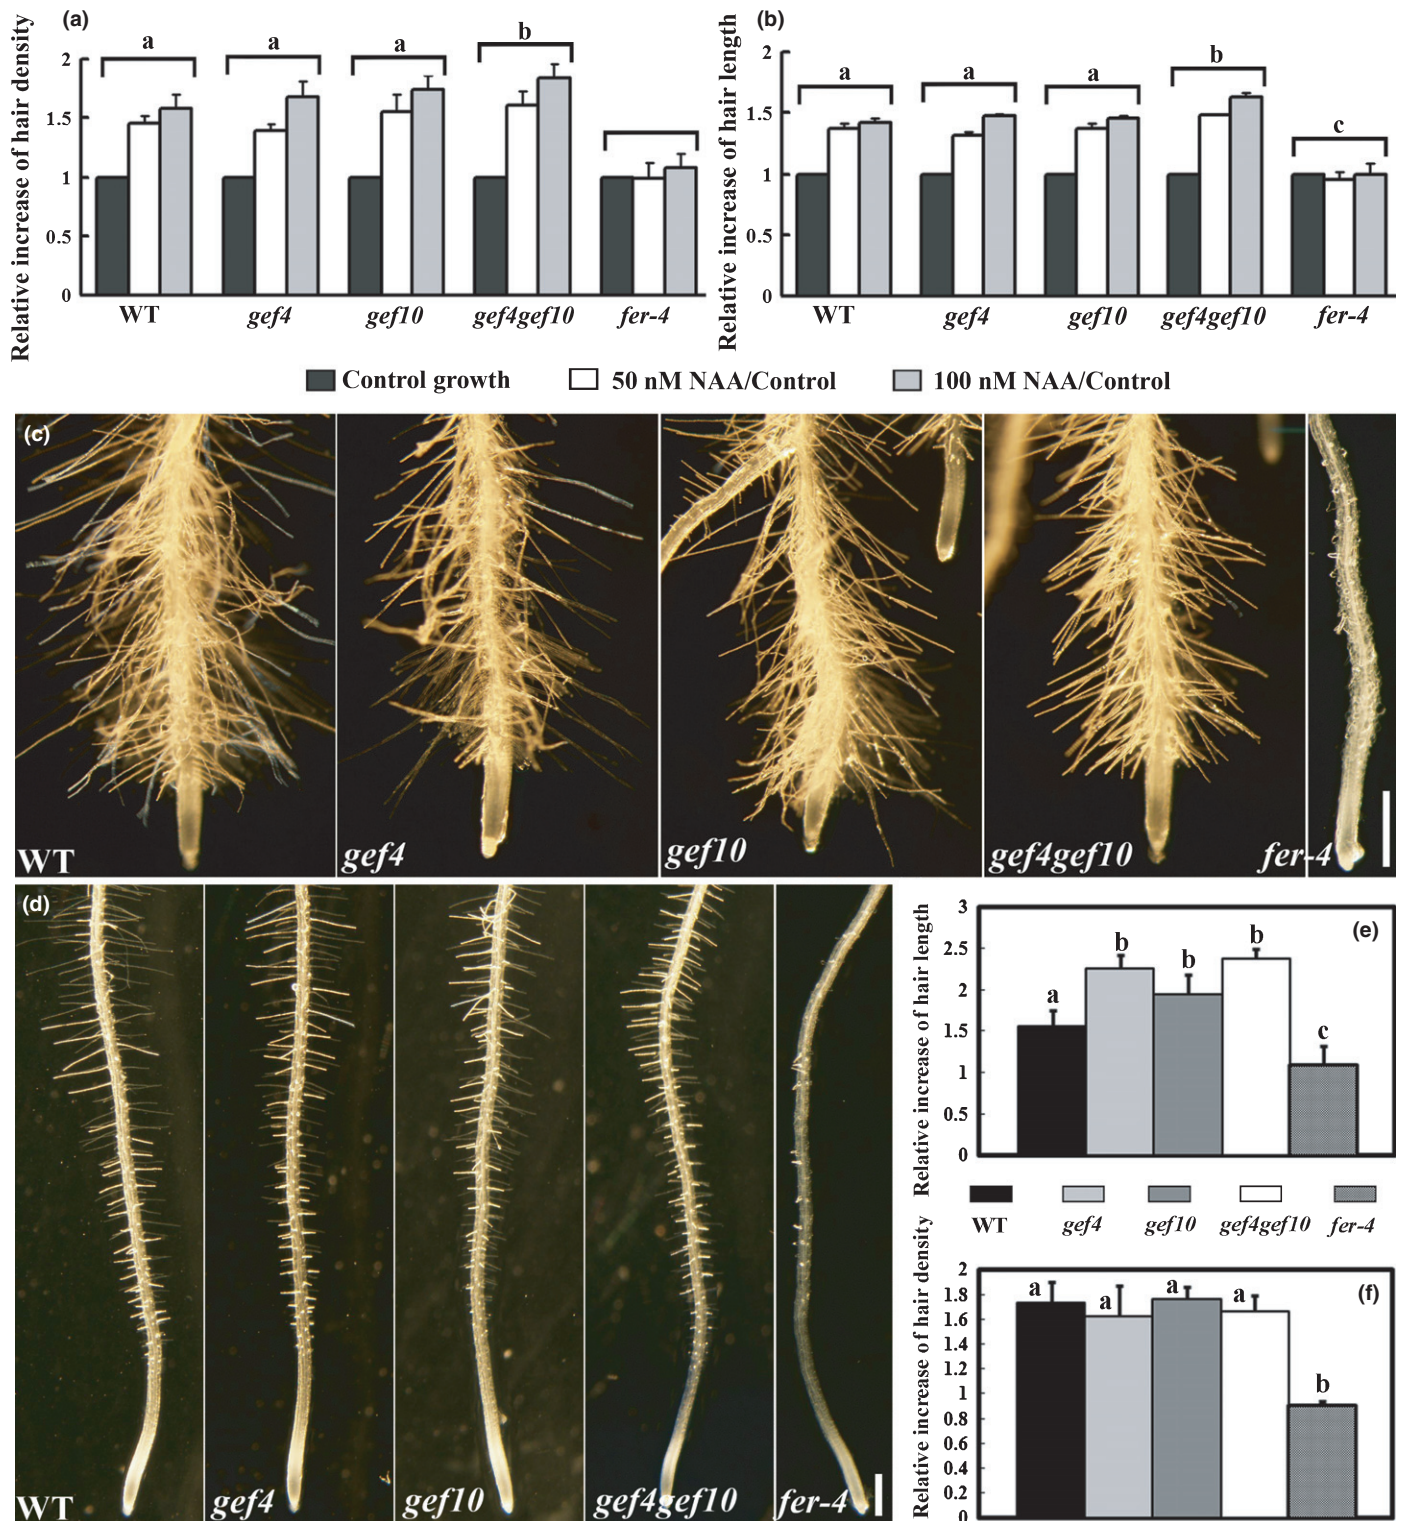 (a)
Relative increase of hair density
2
1.5
1
0.5
0
a
a
a
b
WT
gef4
gef10
gef4gef10
fer-4
(b)
Relative increase of hair length
2
1.5
1
0.5
0
a
a
a
b
c
WT
gef4
gef10
gef4gef10
fer-4
Control growth
50 nM NAA/Control
100 nM NAA/Control
(c)
WT
gef4
gef10
gef4gef10
fer-4
(d)
WT
gef4
gef10
gef4gef10
fer-4
(e)
Relative increase of hair length
3
2.5
2
1.5
1
0.5
0
a
b
b
b
c
WT
gef4
gef10
gef4gef10
fer-4
(f)
Relative increase of hair density
2
1.8
1.6
1.4
1.2
1
0.8
0.6
0.4
0.2
0
a
a
a
a
b